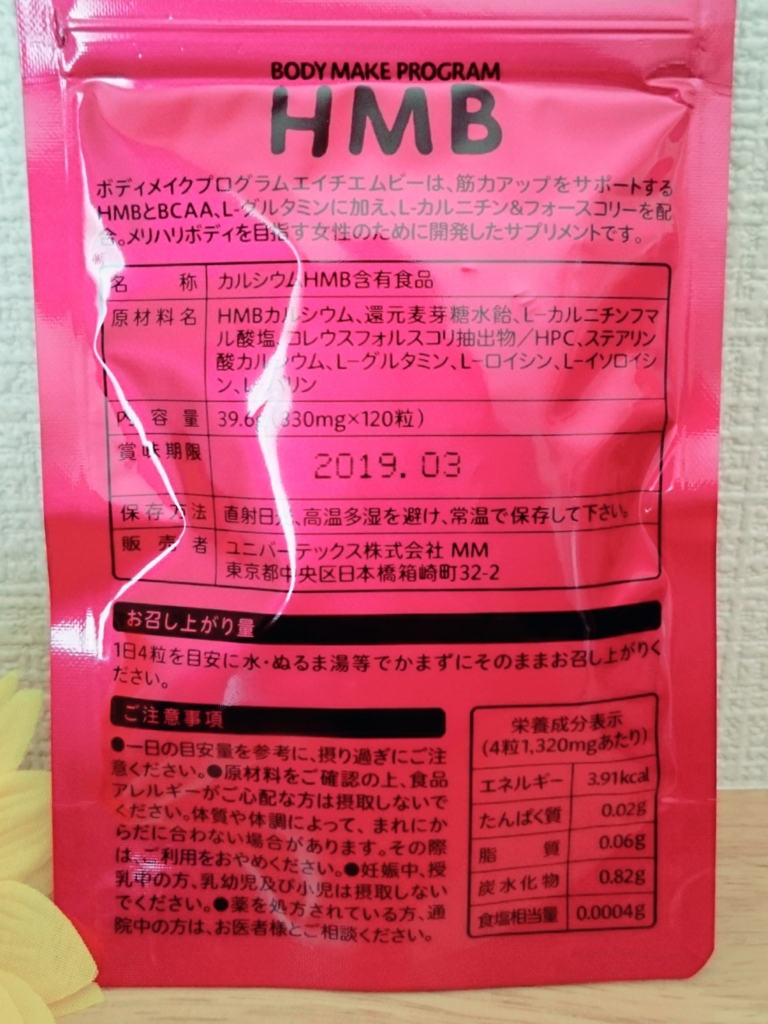 BODY MAKE PROGRAM
HMB
ボディメイクプログラムエイチエムビーは、筋力アップをサポートする
HMBとBCAA、L-グルタミンに加え、L-カルニチン&フォースコリーを配
合。メリハリボディを目指す女性のために開発したサプリメントです。
名称 カルシウムHMB含有食品
原材料名 HMBカルシウム、還元麦芽糖水飴、L-カルニチンフマ
ル酸塩、コレウスフォルスコリ抽出物/HPC、ステアリン
酸カルシウム、L-グルタミン、L-ロイシン、L-イソロイシ
ン、L-バリン
内容量 39.6g(330mg×120粒)
賞味期限 2019.03
保存方法 直射日光、高温多湿を避け、常温で保存して下さい。
販売者 ユニバーテックス株式会社 MM
東京都中央区日本橋箱崎町32-2
お召し上がり量
1日4粒を目安に水・ぬるま湯等でかまずにそのままお召し上がりく
ださい。
ご注意事項
●一日の目安量を参考に、摂り過ぎにご注
意ください。●原材料をご確認の上、食品
アレルギーがご心配な方は摂取しないで
ください。体質や体調によって、まれにか
らだに合わない場合があります。その際
は、ご利用をおやめください。●妊娠中、授
乳中の方、乳幼児及び小児は摂取しない
でください。●薬を処方されている方、通
院中の方は、お医者様とご相談ください。
栄養成分表示
(4粒1,320mgあたり)
エネルギー 3.91kcal
たんぱく質 0.02g
脂質 0.06g
炭水化物 0.82g
食塩相当量 0.0004g